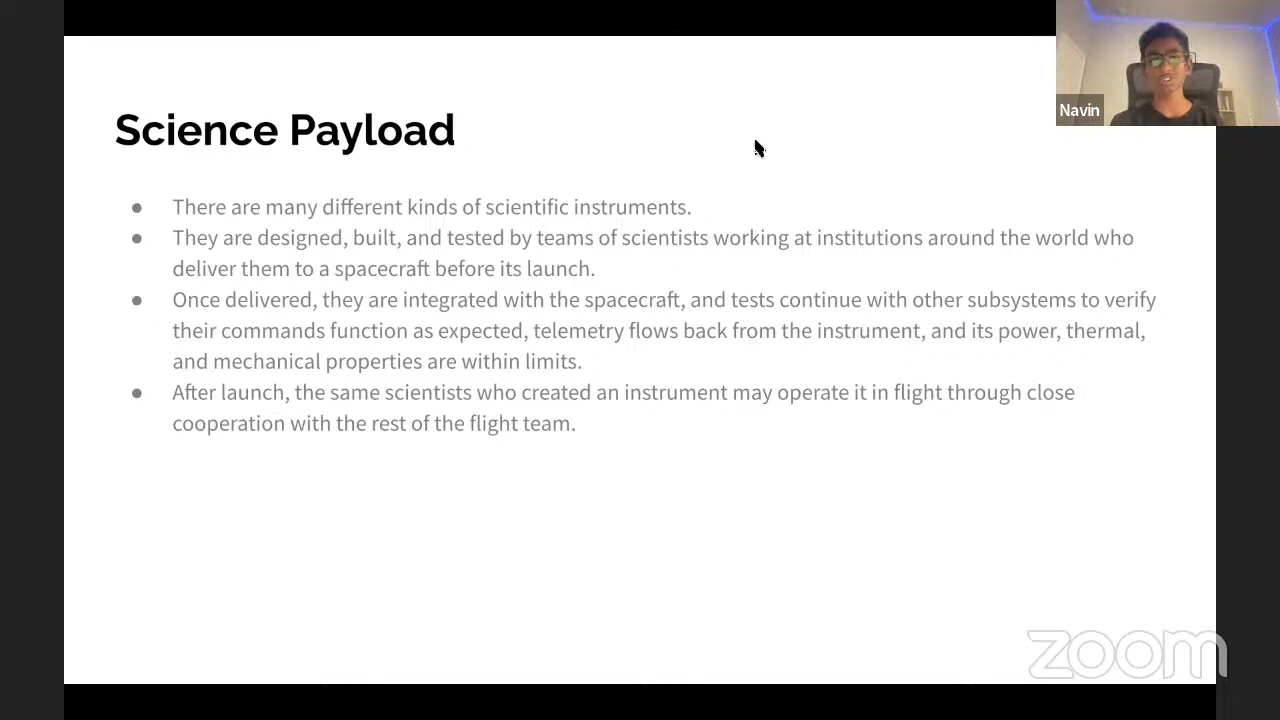 Science Payload
Navin
● There are many different kinds of scientific instruments.
● They are designed, built, and tested by teams of scientists working at institutions around the world who
deliver them to a spacecraft before its launch.
● Once delivered, they are integrated with the spacecraft, and tests continue with other subsystems to verify
their commands function as expected, telemetry flows back from the instrument, and its power, thermal,
and mechanical properties are within limits.
● After launch, the same scientists who created an instrument may operate it in flight through close
cooperation with the rest of the flight team.
zoom